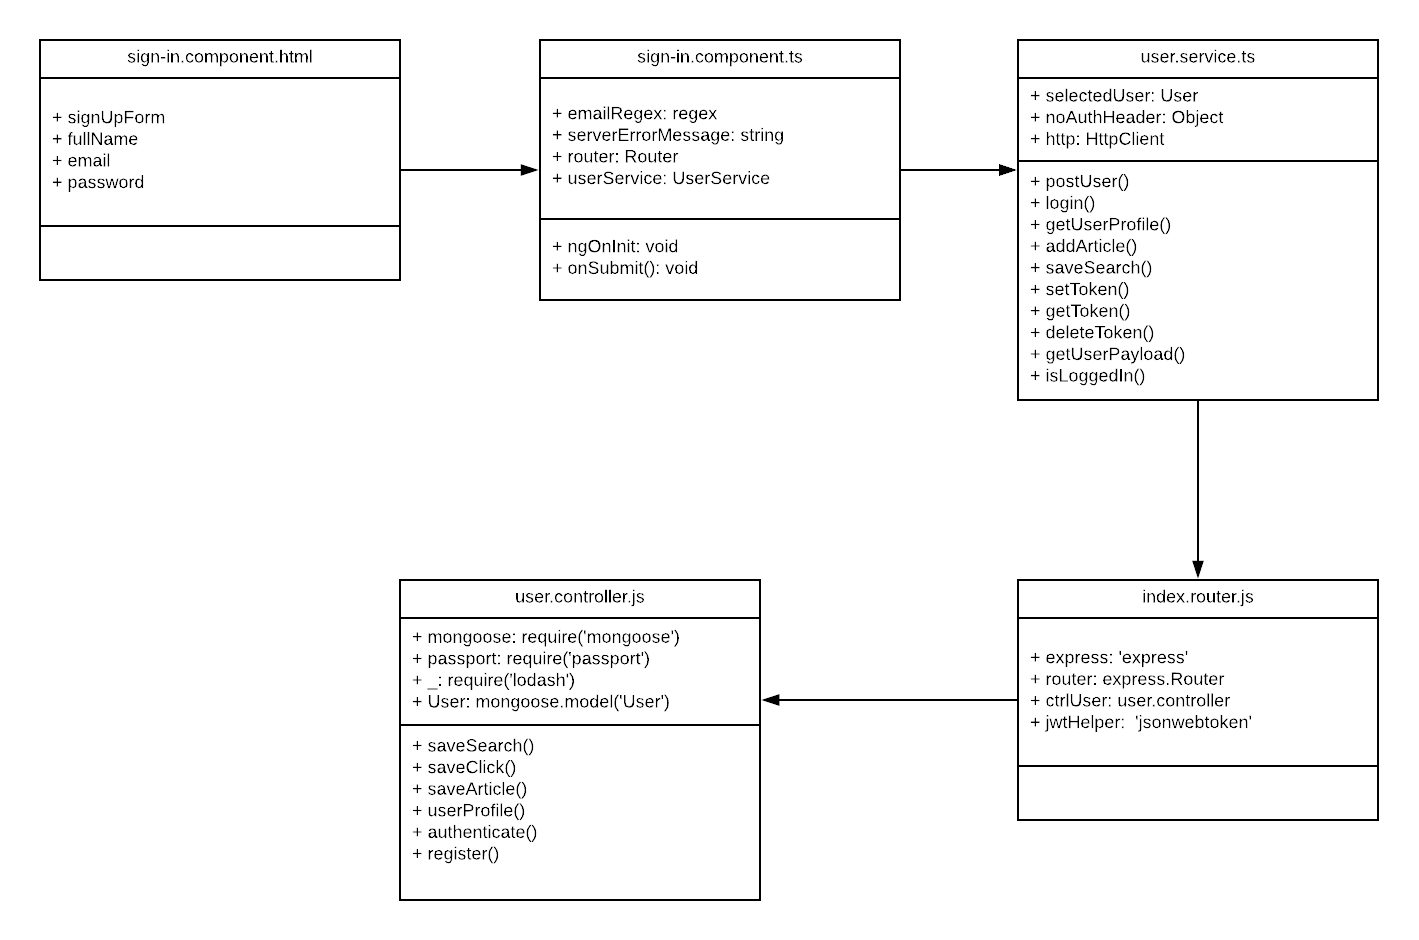 sign-in.component.html
+ signUpForm
+ fullName
+ email
+ password
sign-in.component.ts
+ emailRegex: regex
+ serverErrorMessage: string
+ router: Router
+ userService: UserService
+ ngOnInit: void
+ onSubmit(): void
user.service.ts
+ selectedUser: User
+ noAuthHeader: Object
+ http: HttpClient
+ postUser()
+ login()
+ getUserProfile()
+ addArticle()
+ saveSearch()
+ setToken()
+ getToken()
+ deleteToken()
+ getUserPayload()
+ isLoggedIn()
user.controller.js
+ mongoose: require('mongoose')
+ passport: require('passport')
+ _: require('lodash')
+ User: mongoose.model('User')
+ saveSearch()
+ saveClick()
+ saveArticle()
+ userProfile()
+ authenticate()
+ register()
index.router.js
+ express: 'express'
+ router: express.Router
+ ctrlUser: user.controller
+ jwtHelper:  'jsonwebtoken'